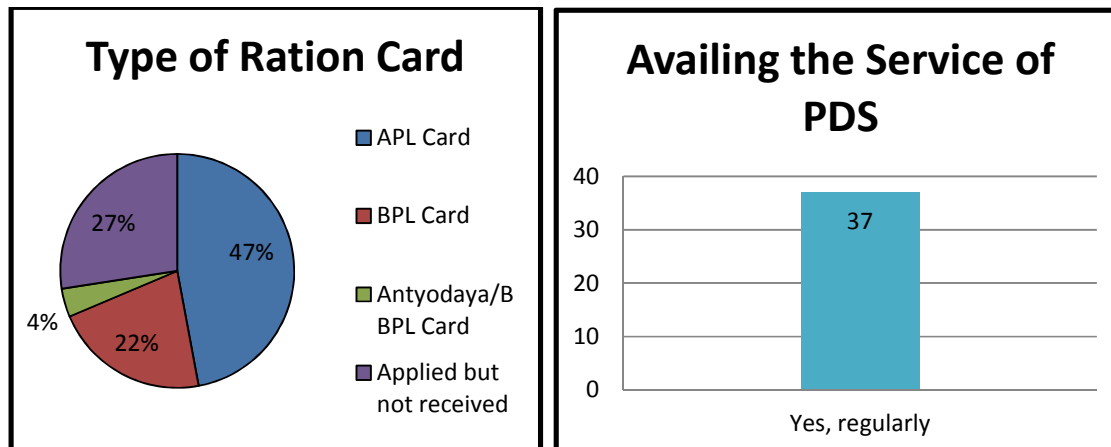 Type of Ration Card
27%
47%
4%
22%
APL Card
BPL Card
Antyodaya/B
BPL Card
Applied but
not received
Availing the Service of
PDS
40
30
20
10
0
37
Yes, regularly